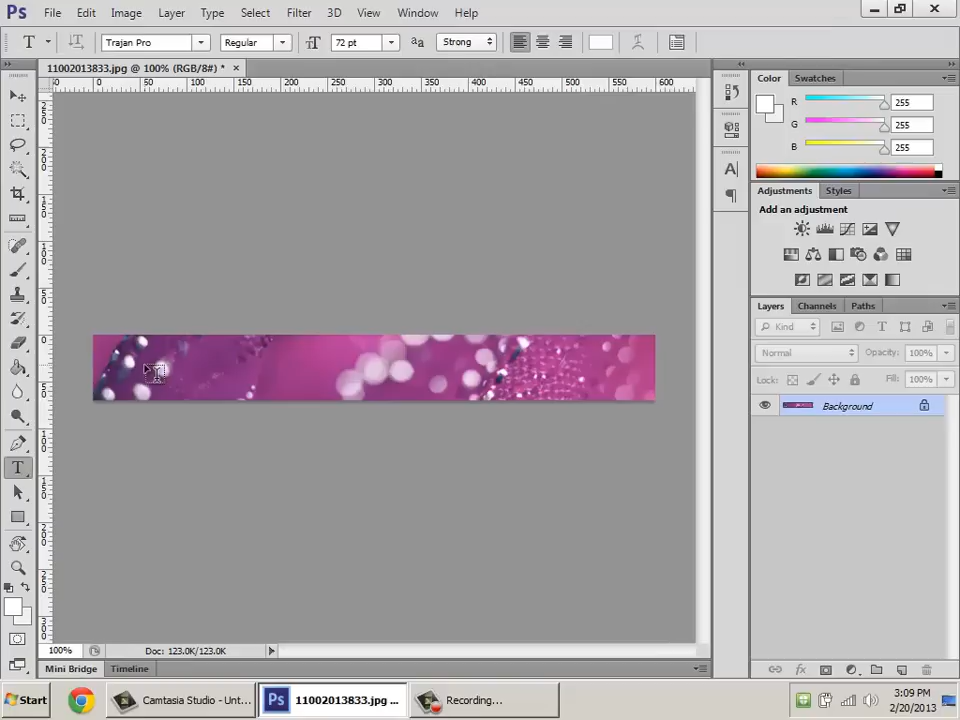 Ps File Edit Image Layer Type Select Filter 3D View Window Help
T Trajan Pro Regular 72 pt aa Strong
11002013833.jpg @ 100% (RGB/8#) * ×
0 50 100 150 200 250 300 350 400 450 500 550 600
Color Swatches
R 255
G 255
B 255
Adjustments Styles
Add an adjustment
Layers Channels Paths
Kind
Normal Opacity: 100%
Lock: Fill: 100%
Background
100% Doc: 123.0K/123.0K
Mini Bridge Timeline
Start Camtasia Studio - Unt... Ps 11002013833.jpg ... Recording...
3:09 PM
2/20/2013